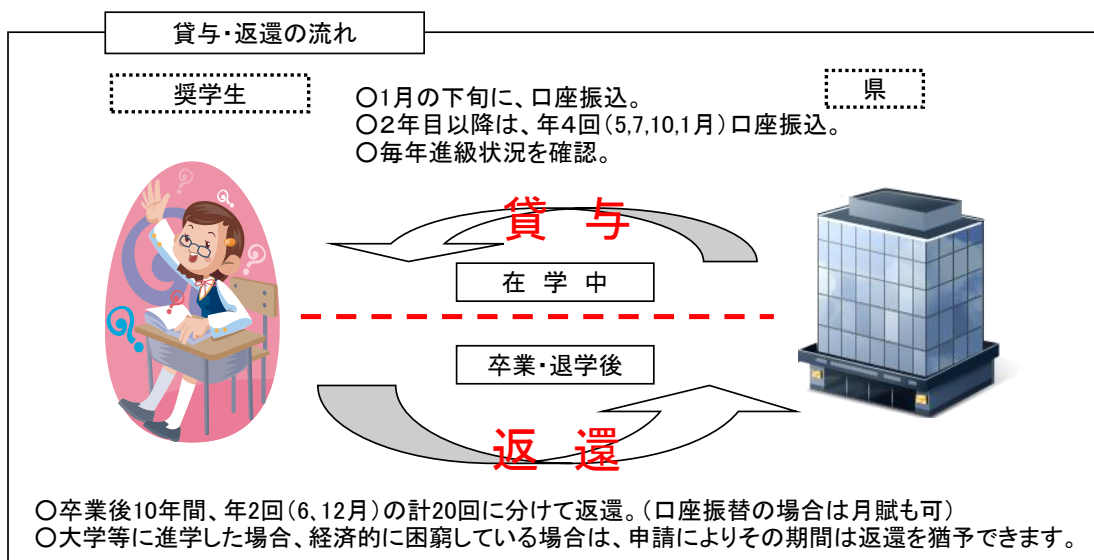 貸与・返還の流れ
奨学生
県
○1月の下旬に、口座振込。
○２年目以降は、年４回（5,7,10,1月）口座振込。
○毎年進級状況を確認。
貸　与
在 学 中
卒業・退学後
返　還
○卒業後10年間、年2回（6、12月）の計20回に分けて返還。（口座振替の場合は月賦も可）
○大学等に進学した場合、経済的に困窮している場合は、申請によりその期間は返還を猶予できます。